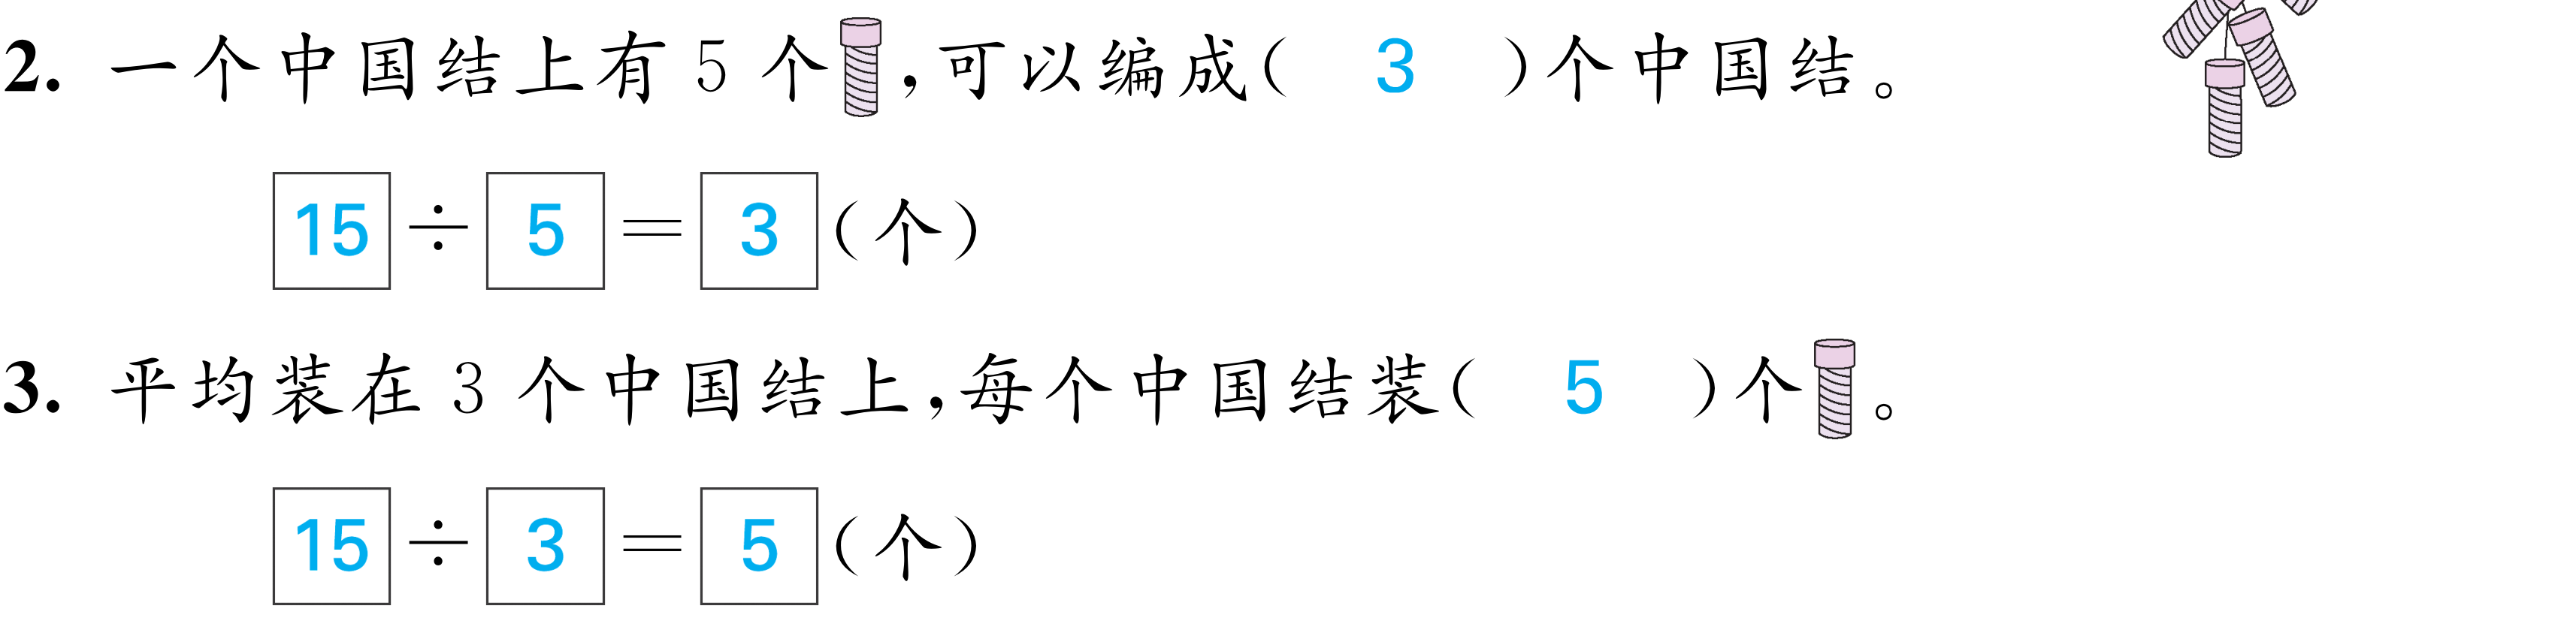 2. 一个中国结上有 5 个,可以编成( 3 )个中国结。
15 ÷ 5 = 3 (个)
3. 平均装在 3 个中国结上,每个中国结装( 5 )个。
15 ÷ 3 = 5 (个)